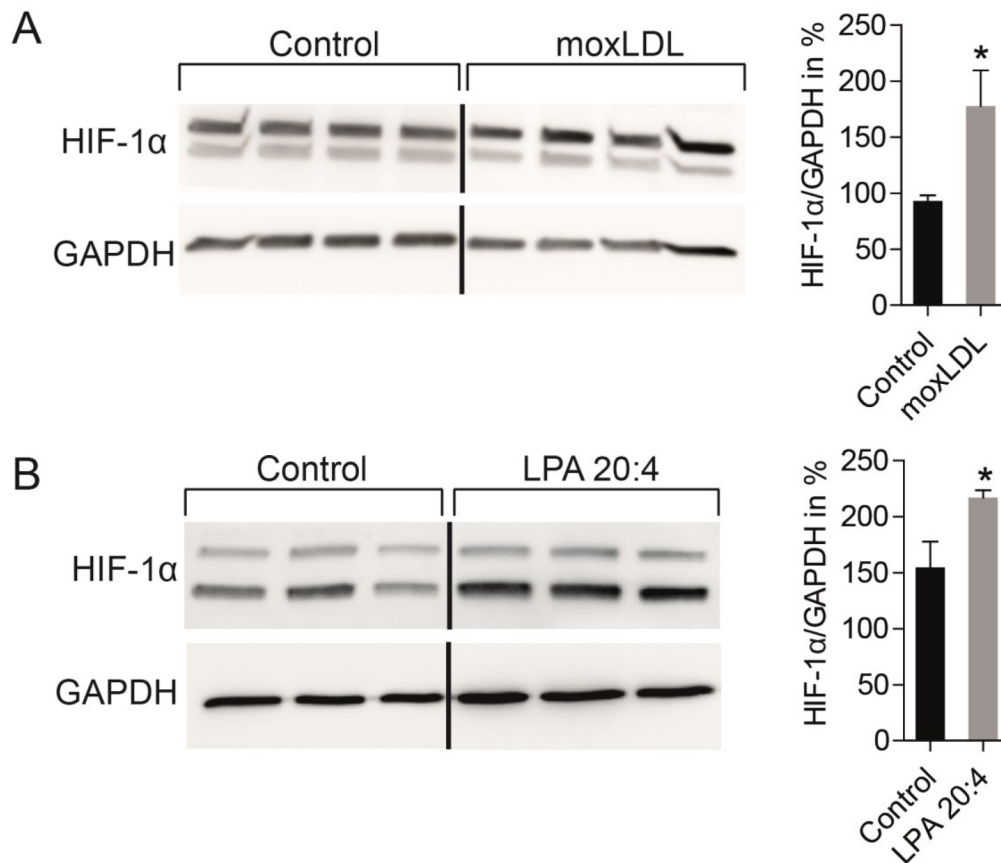 A
Control
moxLDL
HIF-1α
GAPDH
HIF-1α/GAPDH in %
250
200
150
100
50
0
*
Control
moxLDL
B
Control
LPA 20:4
HIF-1α
GAPDH
HIF-1α/GAPDH in %
250
200
150
100
50
0
*
Control
LPA 20:4